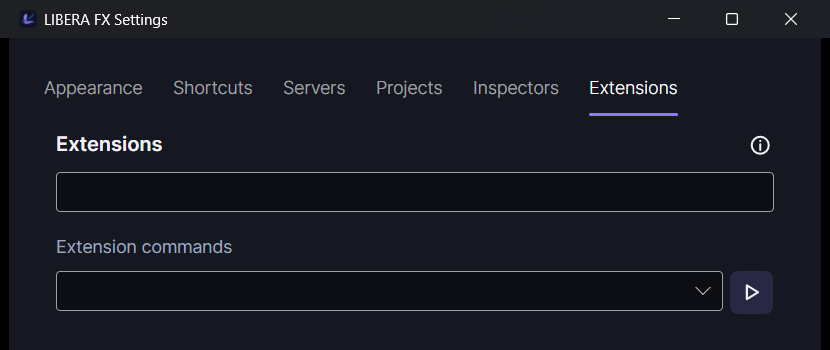 LIBERA FX Settings
Appearance Shortcuts Servers Projects Inspectors Extensions
Extensions
Extension commands